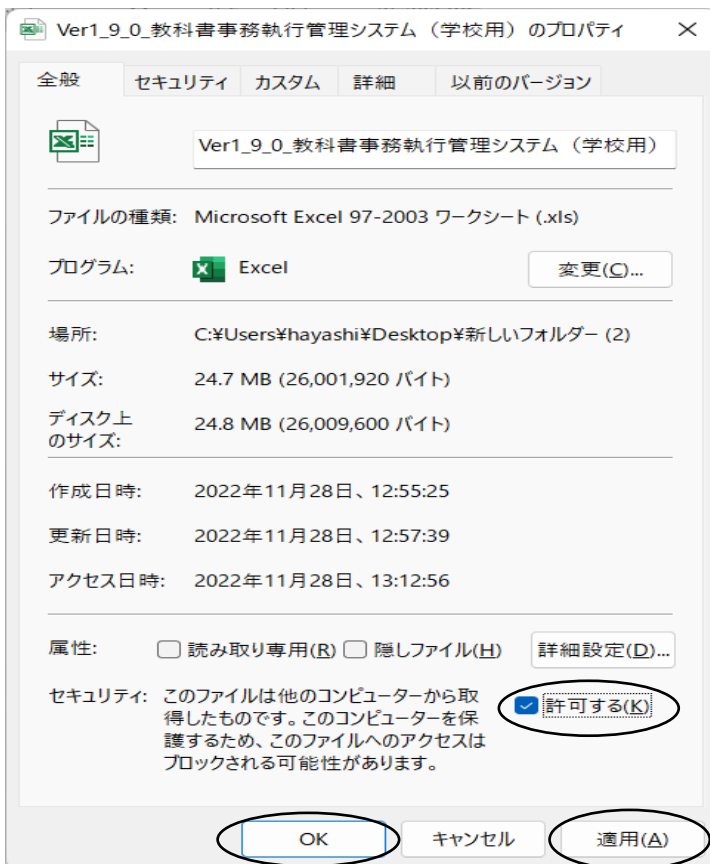 Ver1_9_0_教科書事務執行管理システム（学校用）のプロパティ
全般 セキュリティ カスタム 詳細 以前のバージョン
Ver1_9_0_教科書事務執行管理システム（学校用）
ファイルの種類: Microsoft Excel 97-2003 ワークシート (.xls)
プログラム: Excel 変更(C)...
場所: C:¥Users¥hayashi¥Desktop¥新しいフォルダー (2)
サイズ: 24.7 MB (26,001,920 バイト)
ディスク上
のサイズ: 24.8 MB (26,009,600 バイト)
作成日時: 2022年11月28日、12:55:25
更新日時: 2022年11月28日、12:57:39
アクセス日時: 2022年11月28日、13:12:56
属性: 読み取り専用(R) 隠しファイル(H) 詳細設定(D)...
セキュリティ: このファイルは他のコンピューターから取 許可する(K)
得したものです。このコンピューターを保
護するため、このファイルへのアクセスは
ブロックされる可能性があります。
OK キャンセル 適用(A)